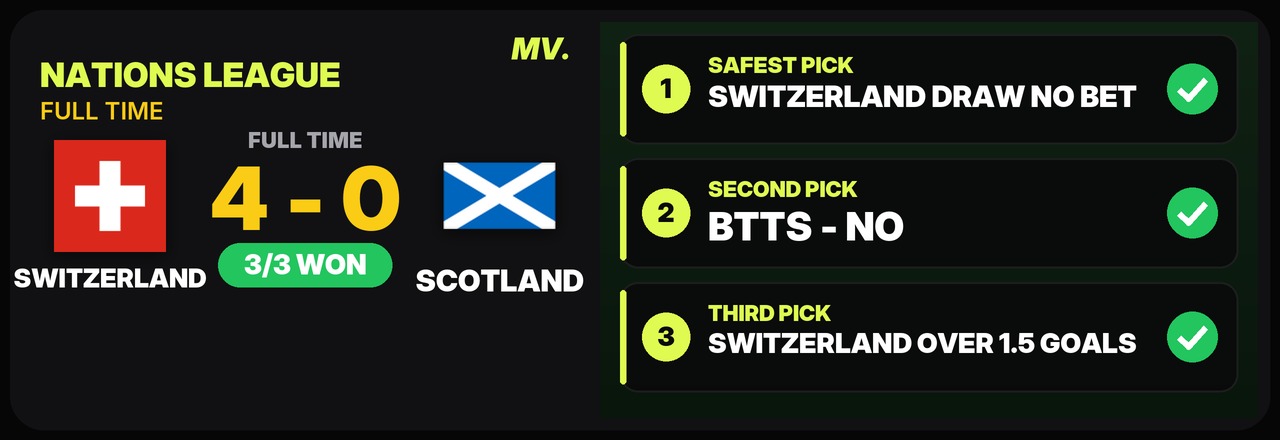 MV.
NATIONS LEAGUE
FULL TIME
FULL TIME
4 - 0
3/3 WON
SWITZERLAND
SCOTLAND
1
SAFEST PICK
SWITZERLAND DRAW NO BET
2
SECOND PICK
BTTS - NO
3
THIRD PICK
SWITZERLAND OVER 1.5 GOALS